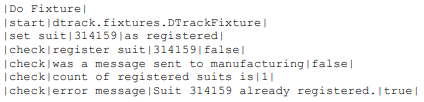 |Do Fixture|
|start|dtrack.fixtures.DTrackFixture|
|set suit|314159|as registered|
|check|register suit|314159|false|
|check|was a message sent to manufacturing|false|
|check|count of registered suits is|1|
|check|error message|Suit 314159 already registered.|true|